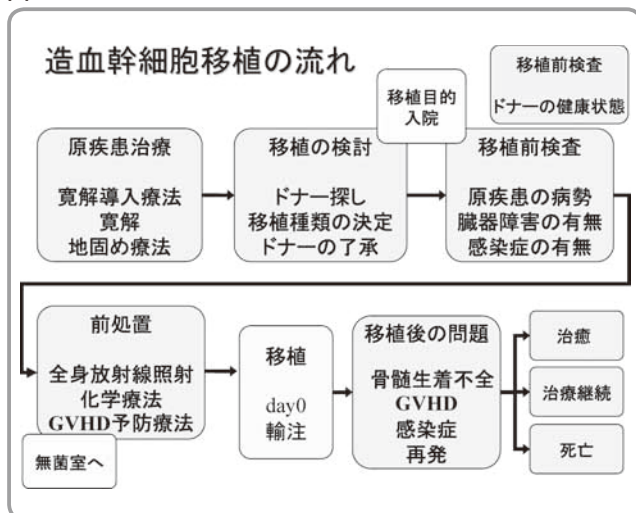 造血幹細胞移植の流れ
移植前検査
ドナーの健康状態
移植目的
入院
原疾患治療
寛解導入療法
寛解
地固め療法
移植の検討
ドナー探し
移植種類の決定
ドナーの了承
移植前検査
原疾患の病勢
臓器障害の有無
感染症の有無
前処置
全身放射線照射
化学療法
GVHD予防療法
無菌室へ
移植
day0
輸注
移植後の問題
骨髄生着不全
GVHD
感染症
再発
治癒
治療継続
死亡